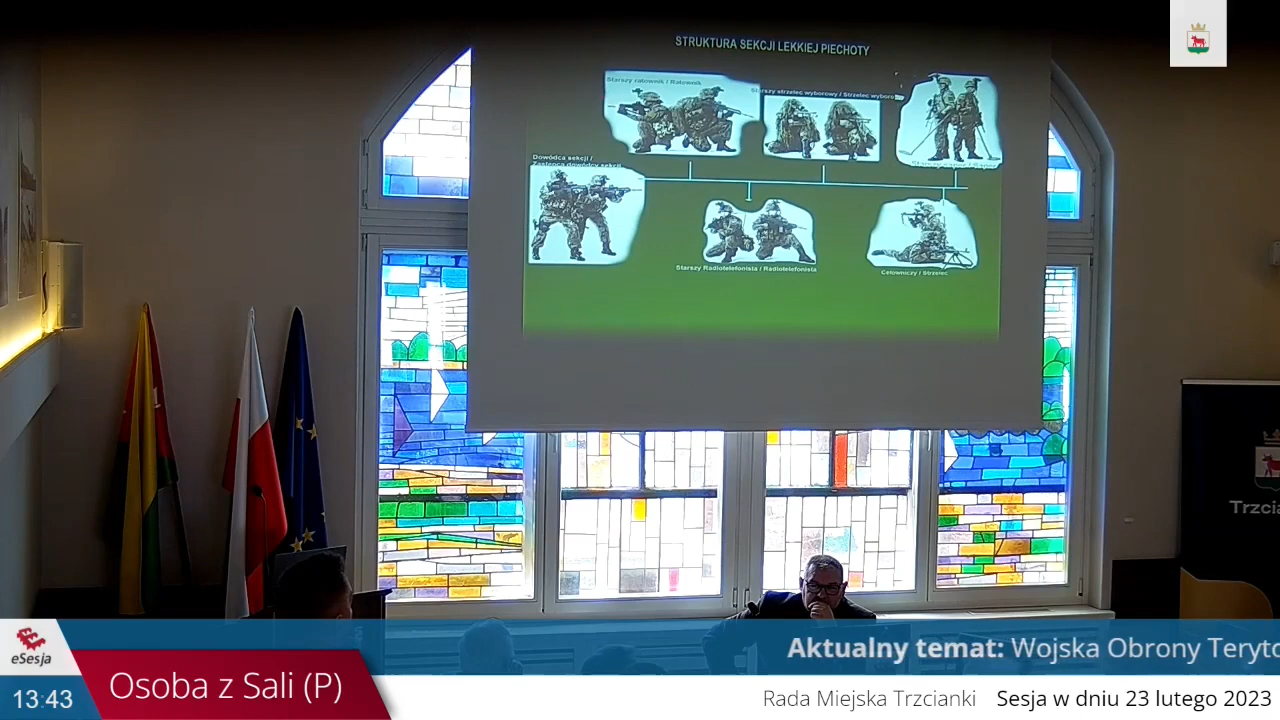 STRUKTURA SEKCJI LEKKIEJ PIECHOTY
Starszy ratownik / Ratownik
Starszy strzelec wyborowy / Strzelec wyborowy
Dowódca sekcji /
Zastępca dowódcy sekcji
Starszy Radiotelefonista / Radiotelefonista
Celowniczy / Strzelec
Trzcia
eSesja
Aktualny temat: Wojska Obrony Teryto
13:43
Osoba z Sali (P)
Rada Miejska Trzcianki Sesja w dniu 23 lutego 2023